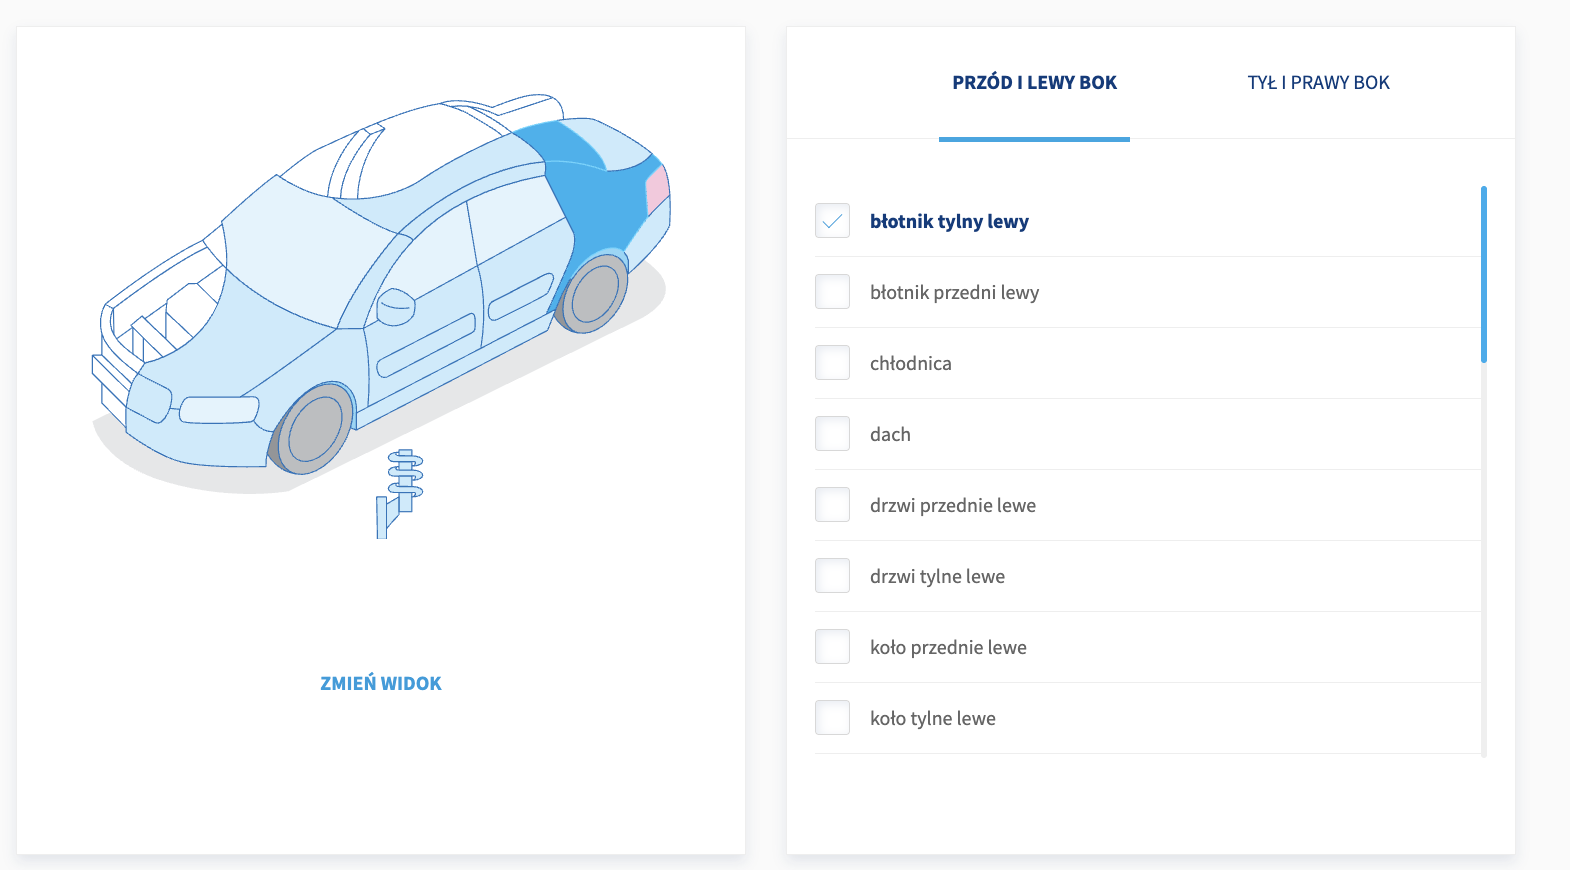 ZMIEŃ WIDOK
PRZÓD I LEWY BOK
TYŁ I PRAWY BOK
błotnik tylny lewy
błotnik przedni lewy
chłodnica
dach
drzwi przednie lewe
drzwi tylne lewe
koło przednie lewe
koło tylne lewe